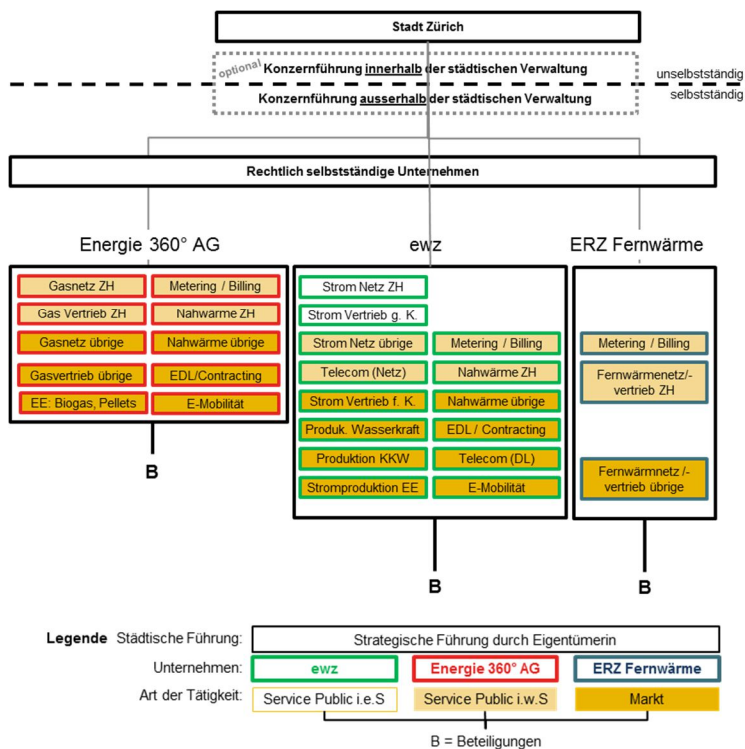 Stadt Zürich
optional
Konzernführung innerhalb der städtischen Verwaltung
unselbstständig
Konzernführung ausserhalb der städtischen Verwaltung
selbstständig
Rechtlich selbstständige Unternehmen
Energie 360° AG
Gasnetz ZH
Metering / Billing
Gas Vertrieb ZH
Nahwärme ZH
Gasnetz übrige
Nahwärme übrige
Gasvertrieb übrige
EDL/Contracting
EE: Biogas, Pellets
E-Mobilität
B
ewz
Strom Netz ZH
Strom Vertrieb g. K.
Strom Netz übrige
Metering / Billing
Telecom (Netz)
Nahwärme ZH
Strom Vertrieb f. K.
Nahwärme übrige
Produk. Wasserkraft
EDL / Contracting
Produktion KKW
Telecom (DL)
Stromproduktion EE
E-Mobilität
B
ERZ Fernwärme
Metering / Billing
Fernwärmenetz/-
vertrieb ZH
Fernwärmnetz /-
vertrieb übrige
B
Legende Städtische Führung:
Strategische Führung durch Eigentümerin
Unternehmen:
ewz
Energie 360° AG
ERZ Fernwärme
Art der Tätigkeit:
Service Public i.e.S
Service Public i.w.S
Markt
B = Beteiligungen